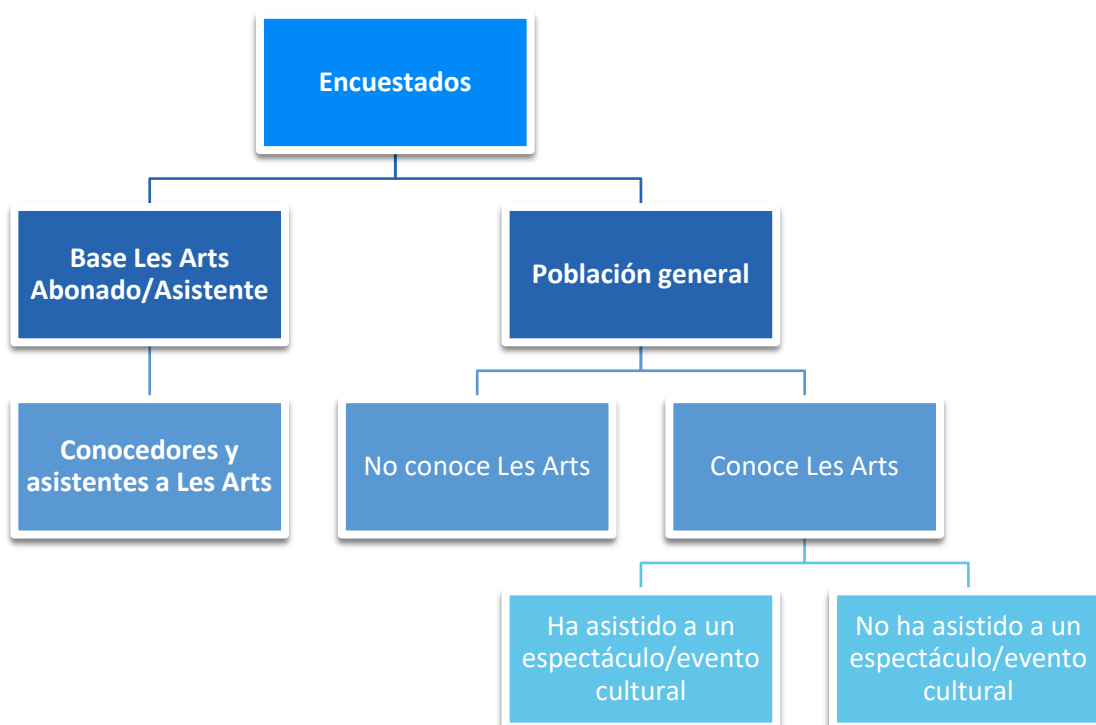 Encuestados
Base Les Arts
Abonado/Asistente
Población general
Conocedores y
asistentes a Les Arts
No conoce Les Arts
Conoce Les Arts
Ha asistido a un
espectáculo/evento
cultural
No ha asistido a un
espectáculo/evento
cultural